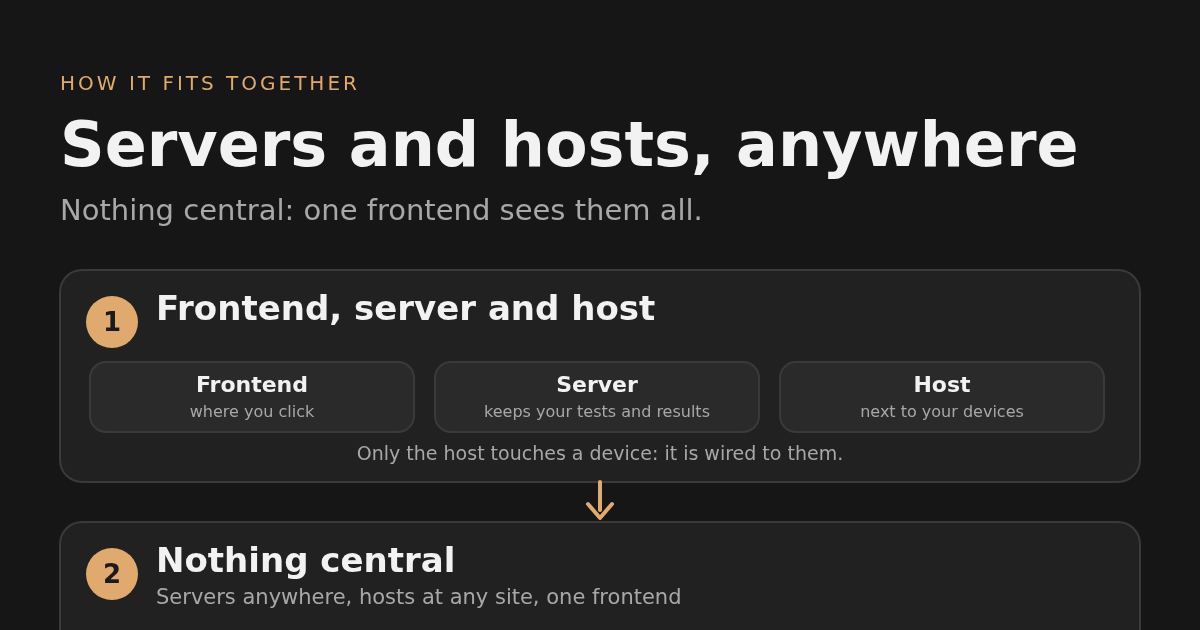 HOW IT FITS TOGETHER
Servers and hosts, anywhere
Nothing central: one frontend sees them all.
1
Frontend, server and host
Frontend
where you click
Server
keeps your tests and results
Host
next to your devices
Only the host touches a device: it is wired to them.
2
Nothing central
Servers anywhere, hosts at any site, one frontend